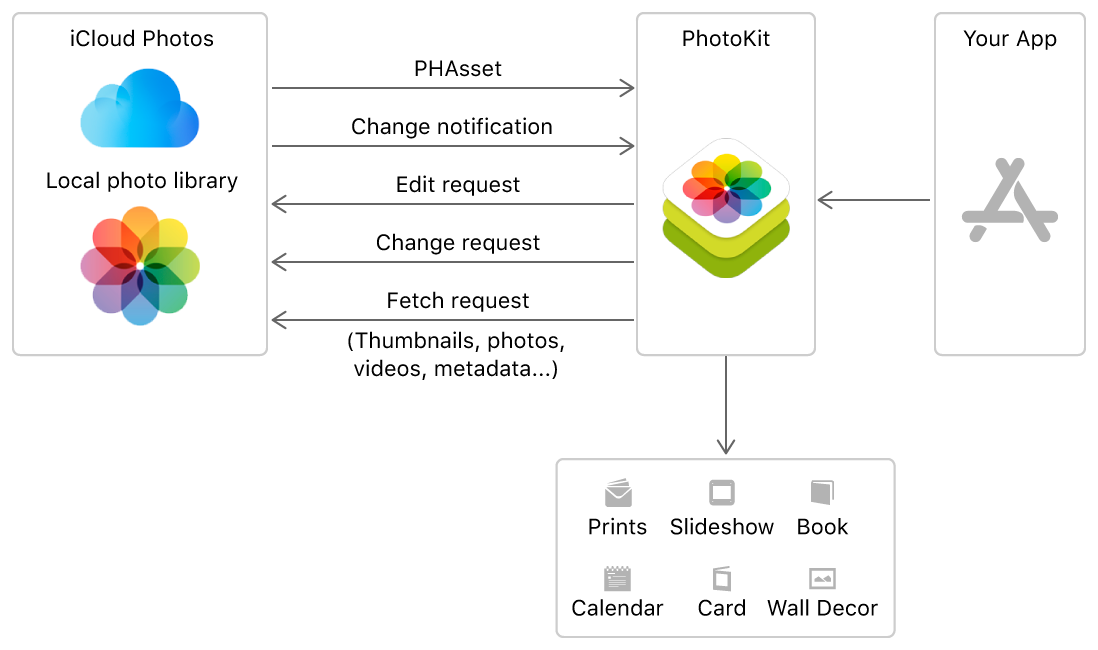 iCloud Photos
Local photo library
PHAsset
Change notification
Edit request
Change request
Fetch request
(Thumbnails, photos,
videos, metadata...)
PhotoKit
Your App
Prints
Slideshow
Book
Calendar
Card
Wall Decor